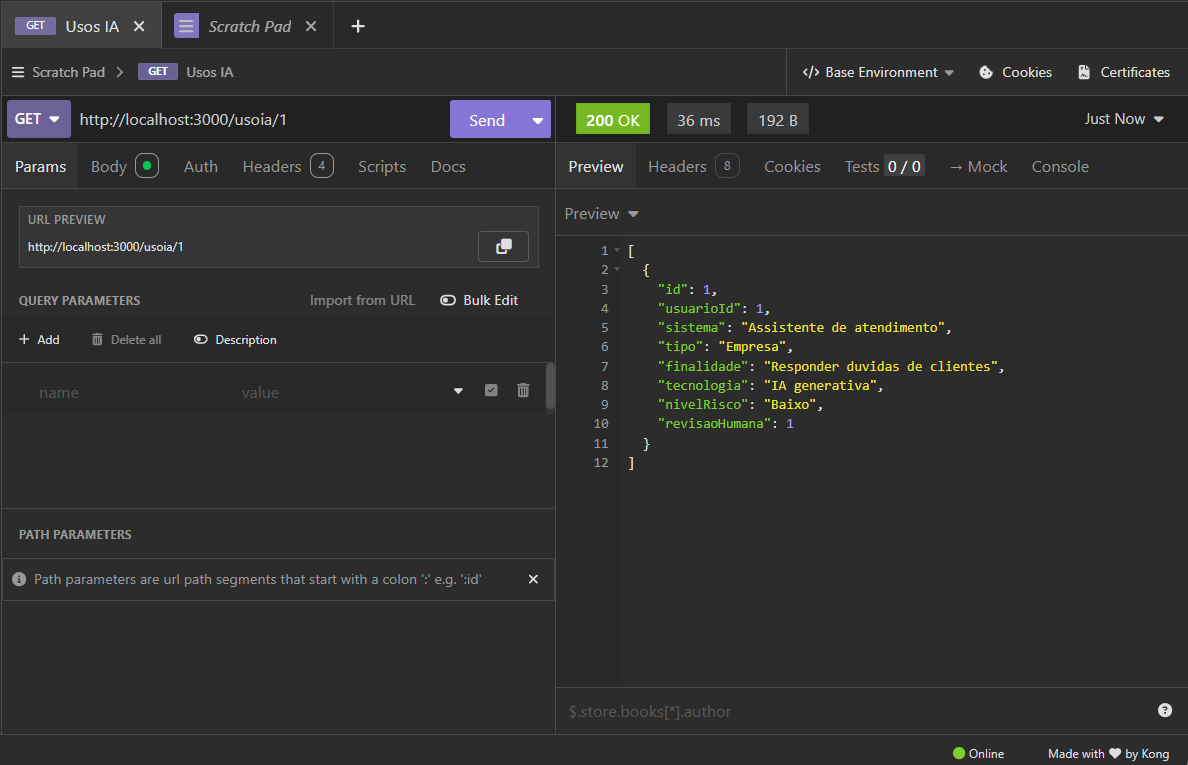 GET Usos IA Scratch Pad
Scratch Pad GET Usos IA Base Environment Cookies Certificates
GET http://localhost:3000/usoia/1 Send 200 OK 36 ms 192 B Just Now
Params Body Auth Headers 4 Scripts Docs Preview Headers 8 Cookies Tests 0 / 0 → Mock Console
URL PREVIEW
http://localhost:3000/usoia/1
QUERY PARAMETERS Import from URL Bulk Edit
+ Add Delete all Description
name value
PATH PARAMETERS
Path parameters are url path segments that start with a colon ':' e.g. ':id'
Preview
1 [
2 {
3 "id": 1,
4 "usuarioId": 1,
5 "sistema": "Assistente de atendimento",
6 "tipo": "Empresa",
7 "finalidade": "Responder duvidas de clientes",
8 "tecnologia": "IA generativa",
9 "nivelRisco": "Baixo",
10 "revisaoHumana": 1
11 }
12 ]
$.store.books[*].author
Online Made with ♥ by Kong